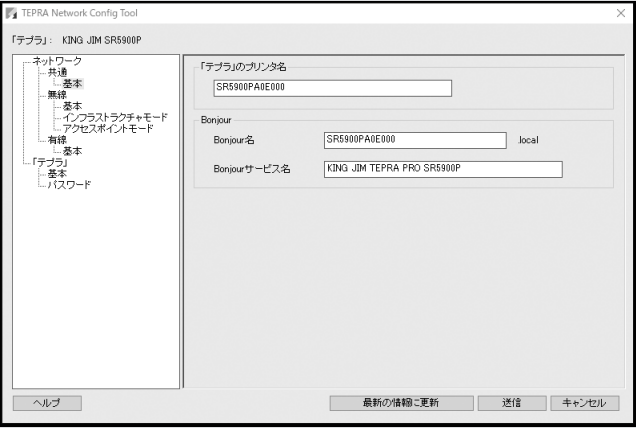 TEPRA Network Config Tool
「テプラ」: KING JIM SR5900P
ネットワーク
共通
基本
無線
基本
インフラストラクチャモード
アクセスポイントモード
有線
基本
「テプラ」
基本
パスワード
「テプラ」のプリンタ名
SR5900PA0E000
Bonjour
Bonjour名 SR5900PA0E000 .local
Bonjourサービス名 KING JIM TEPRA PRO SR5900P
ヘルプ 最新の情報に更新 送信 キャンセル